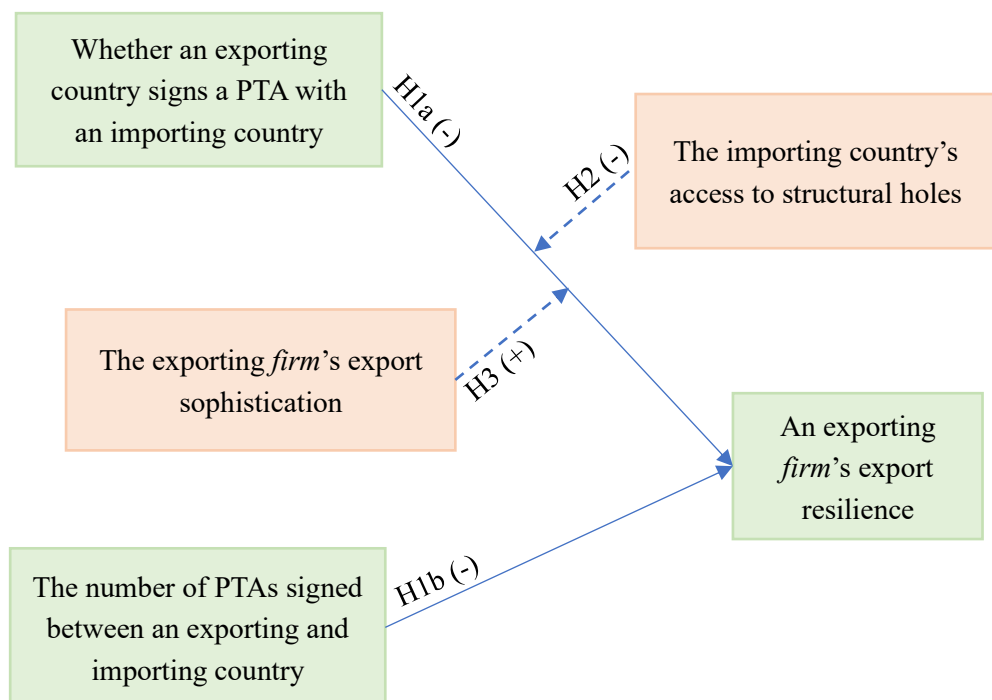 Whether an exporting
country signs a PTA with
an importing country
H1a (-)
The importing country’s
access to structural holes
H2 (-)
The exporting firm’s export
sophistication
H3 (+)
An exporting
firm’s export
resilience
The number of PTAs signed
between an exporting and
importing country
H1b (-)